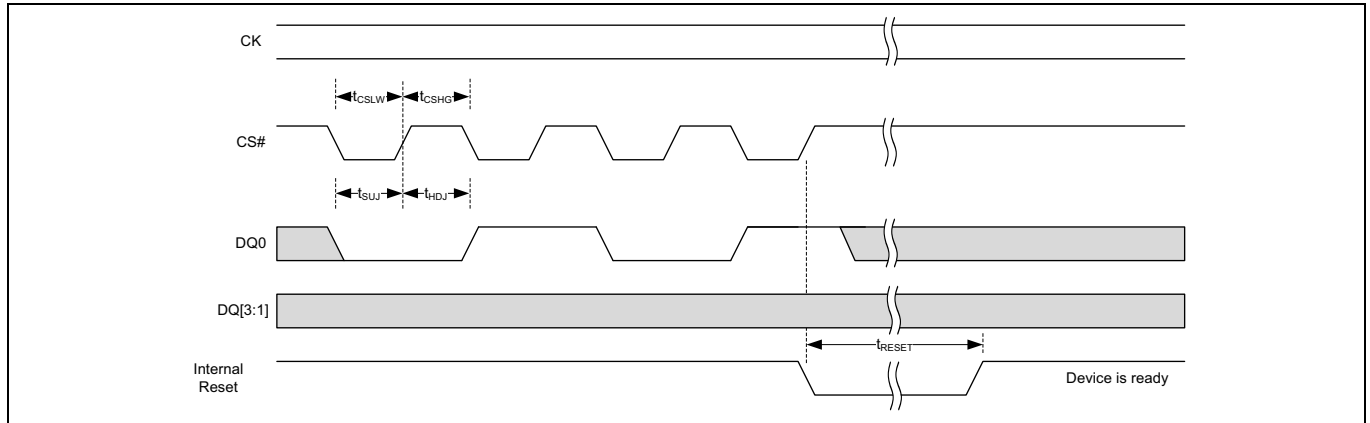 CK
tCSLW
tCSHG
CS#
tSUJ
tHDJ
DQ0
DQ[3:1]
tRESET
Internal
Reset
Device is ready